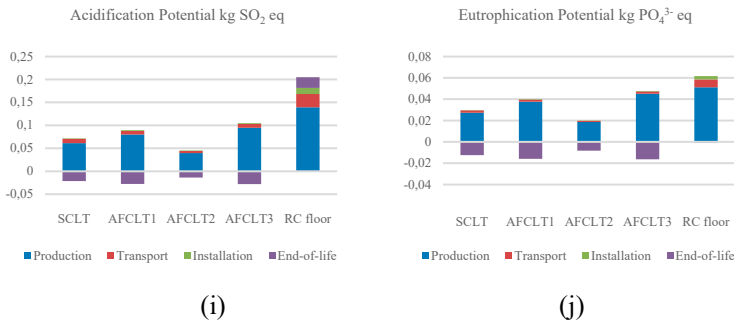 Acidification Potential kg SO₂ eq
0,25
0,2
0,15
0,1
0,05
0
-0,05
SCLT AFCLT1 AFCLT2 AFCLT3 RC floor
Production Transport Installation End-of-life
(i)
Eutrophication Potential kg PO₄³⁻ eq
0,08
0,06
0,04
0,02
0
-0,02
-0,04
SCLT AFCLT1 AFCLT2 AFCLT3 RC floor
Production Transport Installation End-of-life
(j)